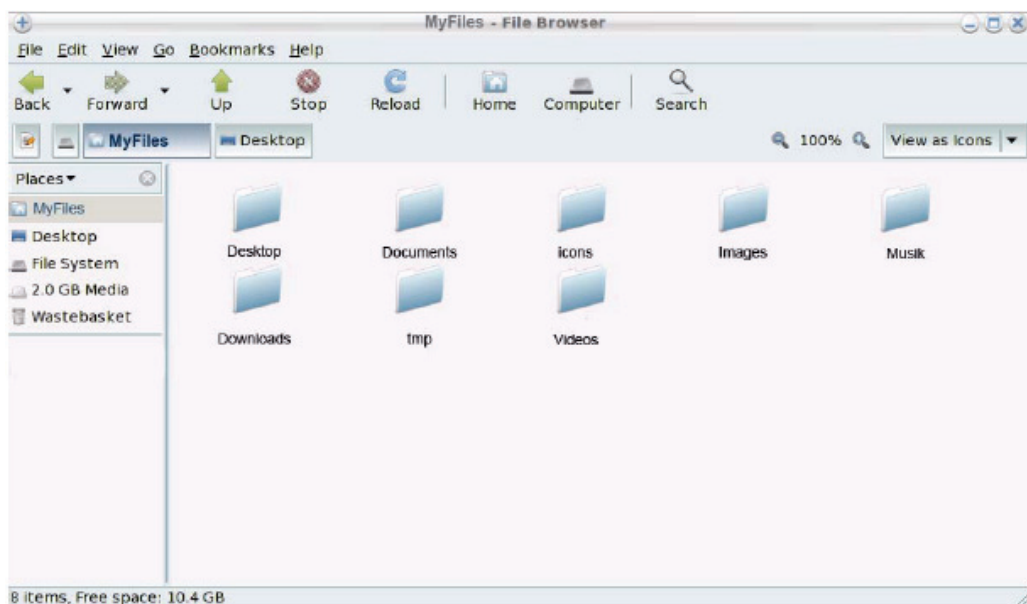 MyFiles - File Browser
File Edit View Go Bookmarks Help
Back Forward Up Stop Reload Home Computer Search
MyFiles Desktop 100% View as Icons
Places
MyFiles
Desktop
File System
2.0 GB Media
Wastebasket
Desktop Documents icons Images Musik
Downloads tmp Videos
8 items, Free space: 10.4 GB